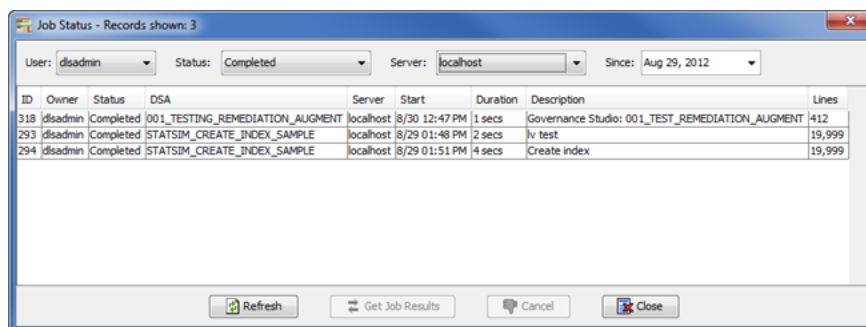 Job Status - Records shown: 3
User: dlsadmin Status: Completed Server: localhost Since: Aug 29, 2012
ID Owner Status DSA Server Start Duration Description Lines
318 dlsadmin Completed 001_TESTING_REMEDIATION_AUGMENT localhost 8/30 12:47 PM 1 secs Governance Studio: 001_TEST_REMEDIATION_AUGMENT 412
293 dlsadmin Completed STATSIM_CREATE_INDEX_SAMPLE localhost 8/29 01:48 PM 2 secs lv test 19,999
294 dlsadmin Completed STATSIM_CREATE_INDEX_SAMPLE localhost 8/29 01:51 PM 4 secs Create index 19,999
Refresh Get Job Results Cancel Close